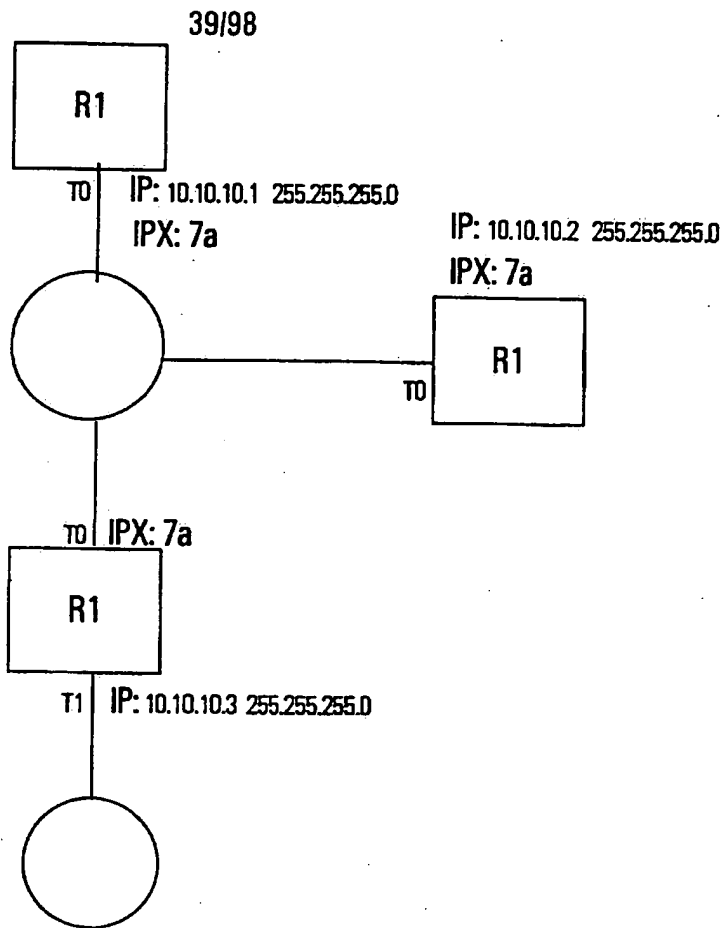 39/98
R1
T0 IP: 10.10.10.1 255.255.255.0
IPX: 7a
IP: 10.10.10.2 255.255.255.0
IPX: 7a
R1
T0
T0 IPX: 7a
R1
T1 IP: 10.10.10.3 255.255.255.0